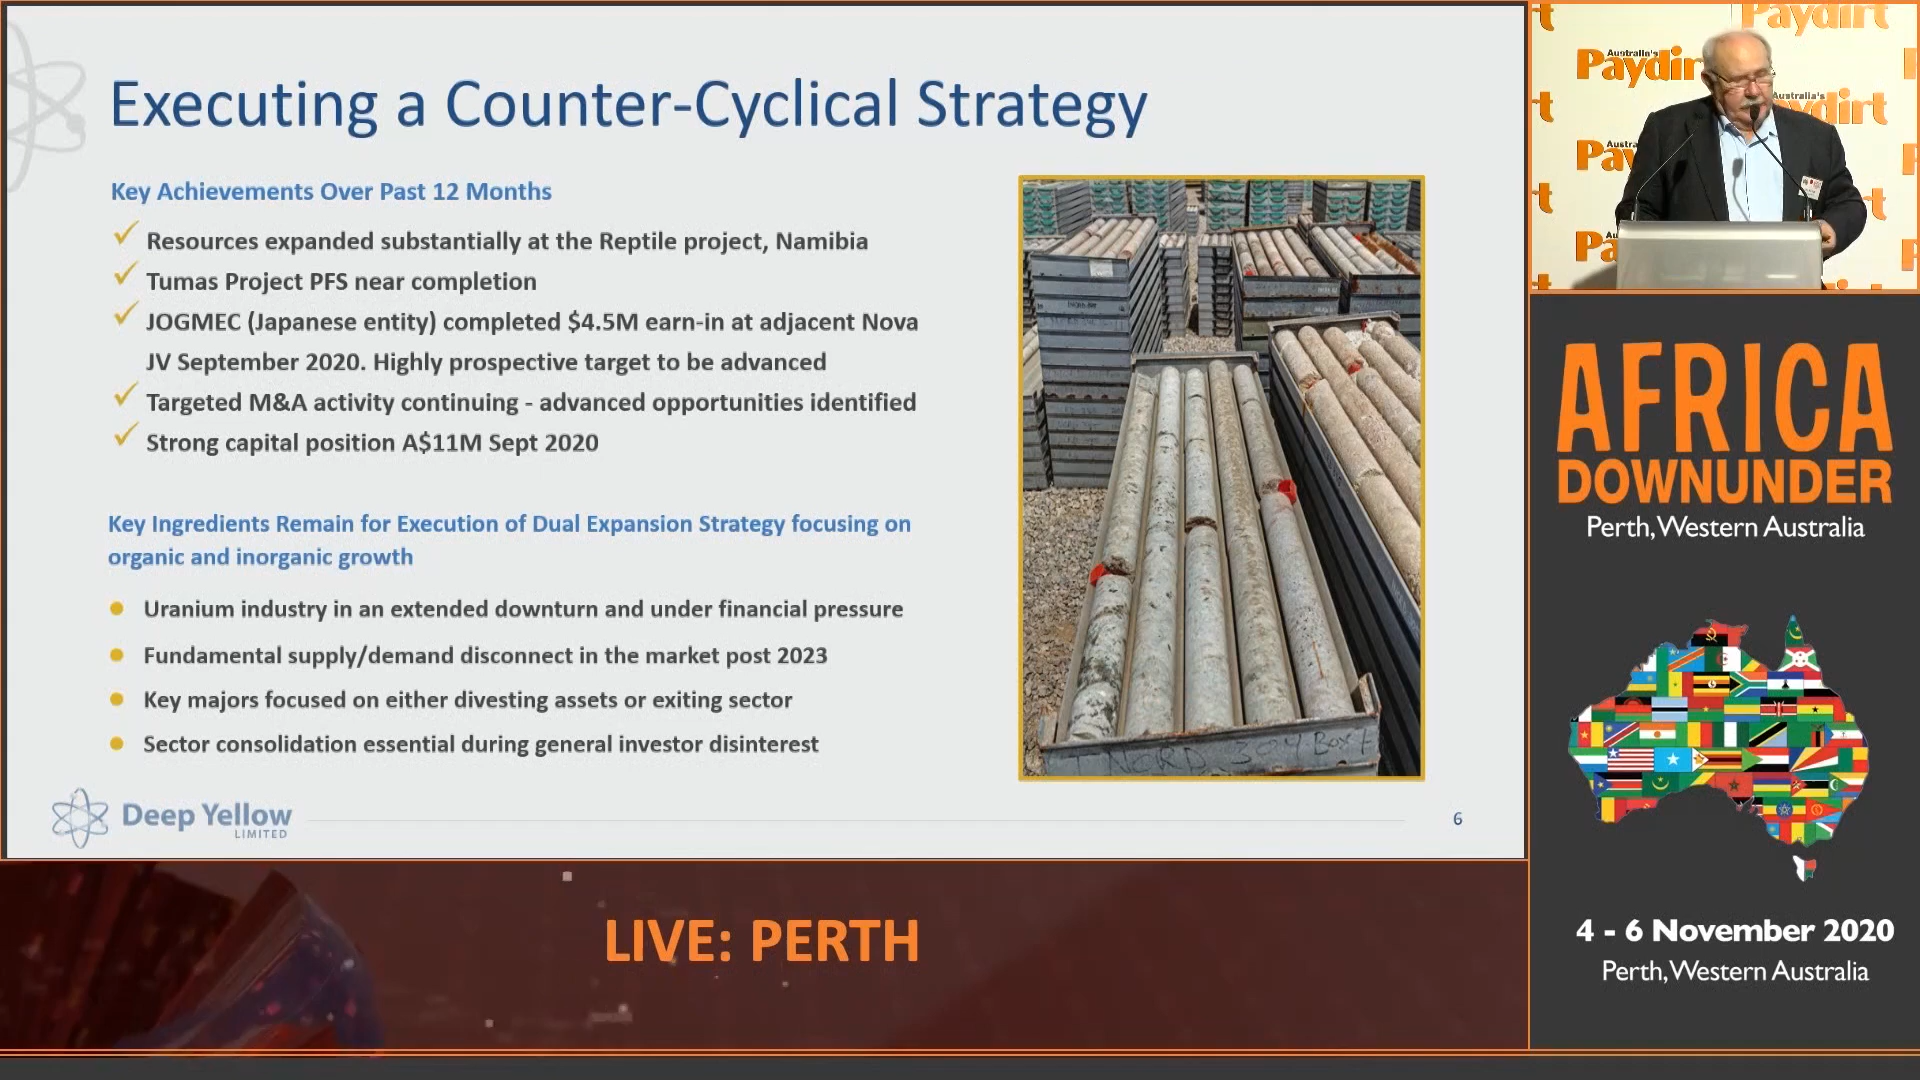 Executing a Counter-Cyclical Strategy
Key Achievements Over Past 12 Months
Resources expanded substantially at the Reptile project, Namibia
Tumas Project PFS near completion
JOGMEC (Japanese entity) completed $4.5M earn-in at adjacent Nova
JV September 2020. Highly prospective target to be advanced
Targeted M&A activity continuing - advanced opportunities identified
Strong capital position A$11M Sept 2020
Key Ingredients Remain for Execution of Dual Expansion Strategy focusing on
organic and inorganic growth
Uranium industry in an extended downturn and under financial pressure
Fundamental supply/demand disconnect in the market post 2023
Key majors focused on either divesting assets or exiting sector
Sector consolidation essential during general investor disinterest
Deep Yellow
LIMITED
6
Box
Paydirt
Australia's
Paydir
Australia's
aydirt
AFRICA
DOWNUNDER
Perth, Western Australia
4 - 6 November 2020
Perth, Western Australia
LIVE: PERTH